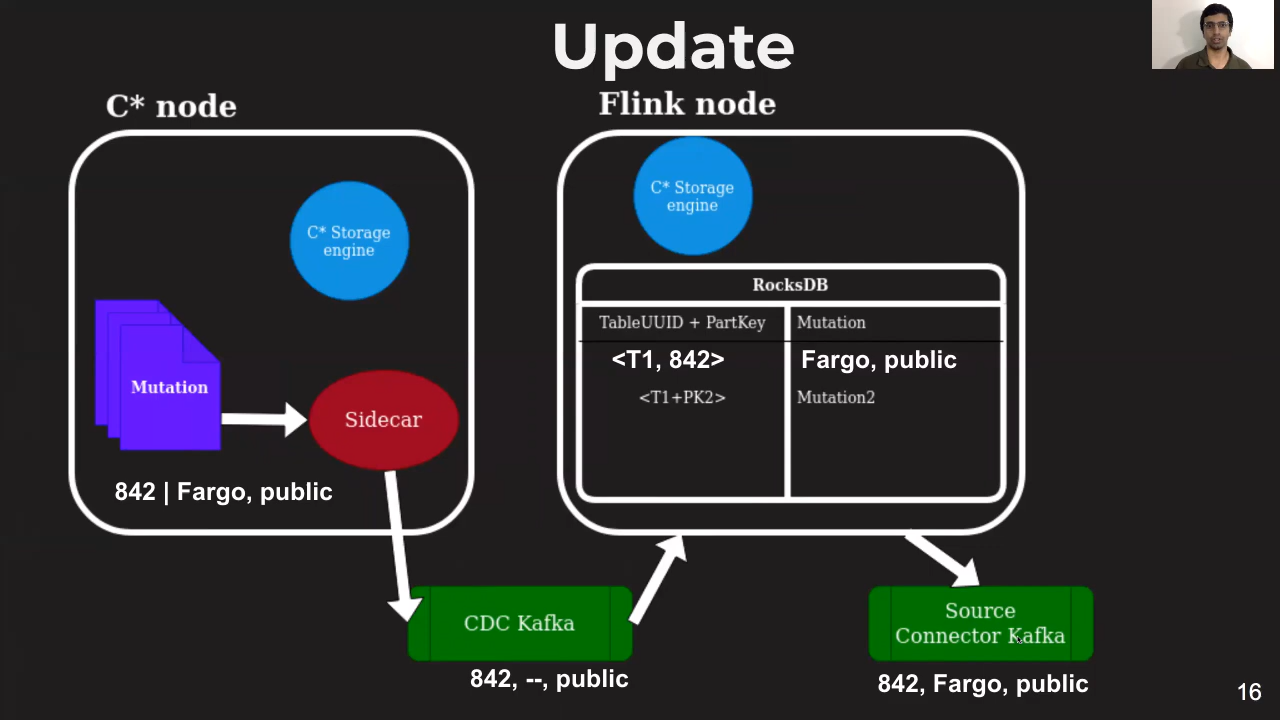 Update
C* node
Flink node
C* Storage
engine
Mutation
Sidecar
842 | Fargo, public
C* Storage
engine
RocksDB
TableUUID + PartKey
Mutation
<T1, 842>
Fargo, public
<T1+PK2>
Mutation2
CDC Kafka
842, --, public
Source
Connector Kafka
842, Fargo, public
16